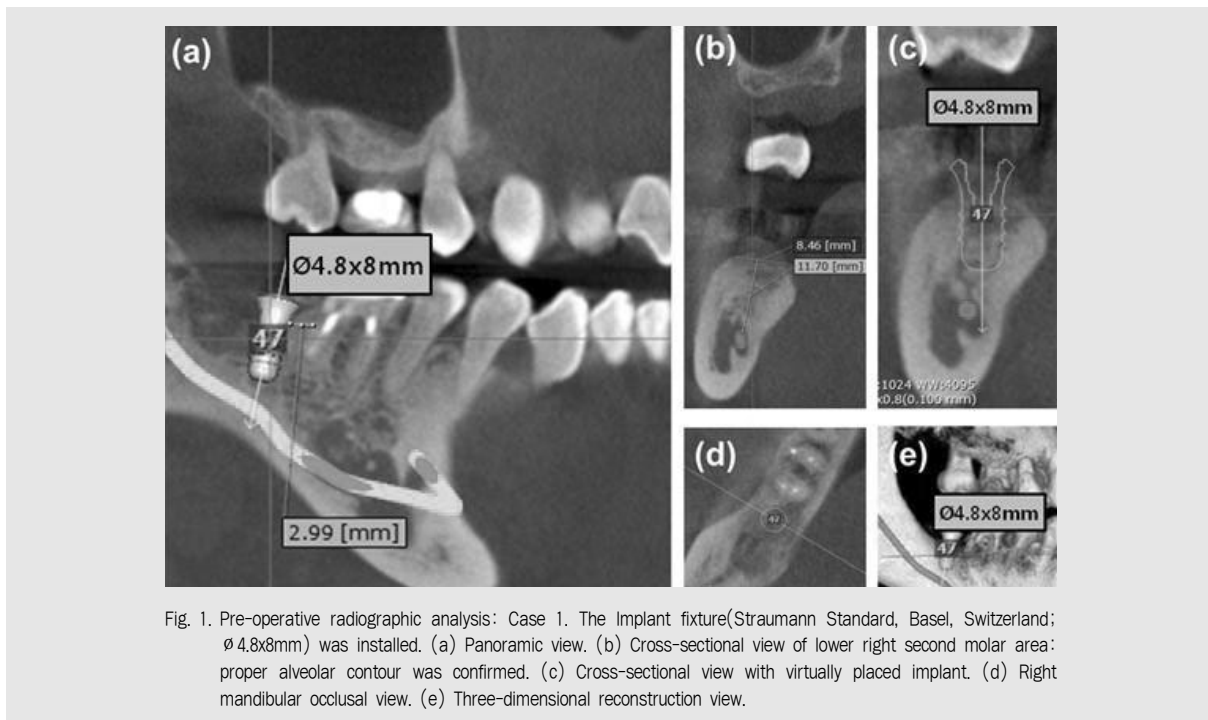 (a)
Ø4.8x8mm
47
2.99 [mm]
(b)
8.46 [mm]
11.70 [mm]
(c)
Ø4.8x8mm
47
:1024 WW:4095
x0.8(0.100 mm)
(d)
47
(e)
Ø4.8x8mm
47
Fig. 1. Pre-operative radiographic analysis: Case 1. The Implant fixture(Straumann Standard, Basel, Switzerland;
ø 4.8x8mm) was installed. (a) Panoramic view. (b) Cross-sectional view of lower right second molar area:
proper alveolar contour was confirmed. (c) Cross-sectional view with virtually placed implant. (d) Right
mandibular occlusal view. (e) Three-dimensional reconstruction view.